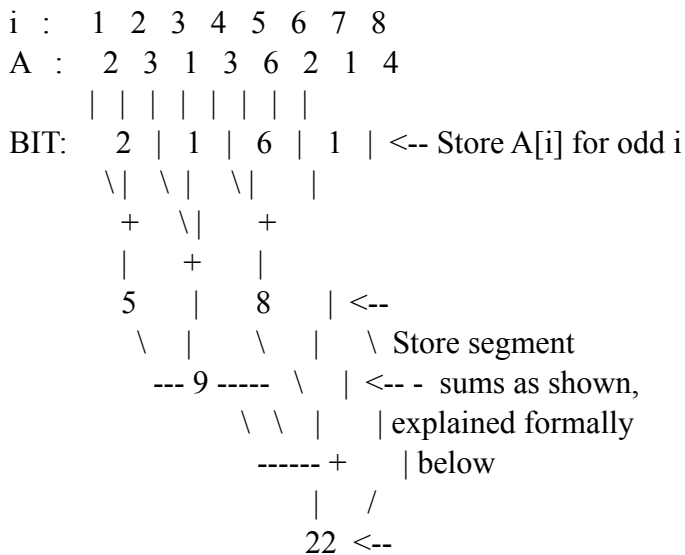 i : 1 2 3 4 5 6 7 8
A : 2 3 1 3 6 2 1 4
| | | | | | | |
BIT: 2 | 1 | 6 | 1 | <-- Store A[i] for odd i
\ | \ | \ | |
+ \ | +
| + |
5 | 8 | <--
\ | \ | \ Store segment
--- 9 ----- \ | <-- - sums as shown,
\ \ | | explained formally
------ + | below
| /
22 <--